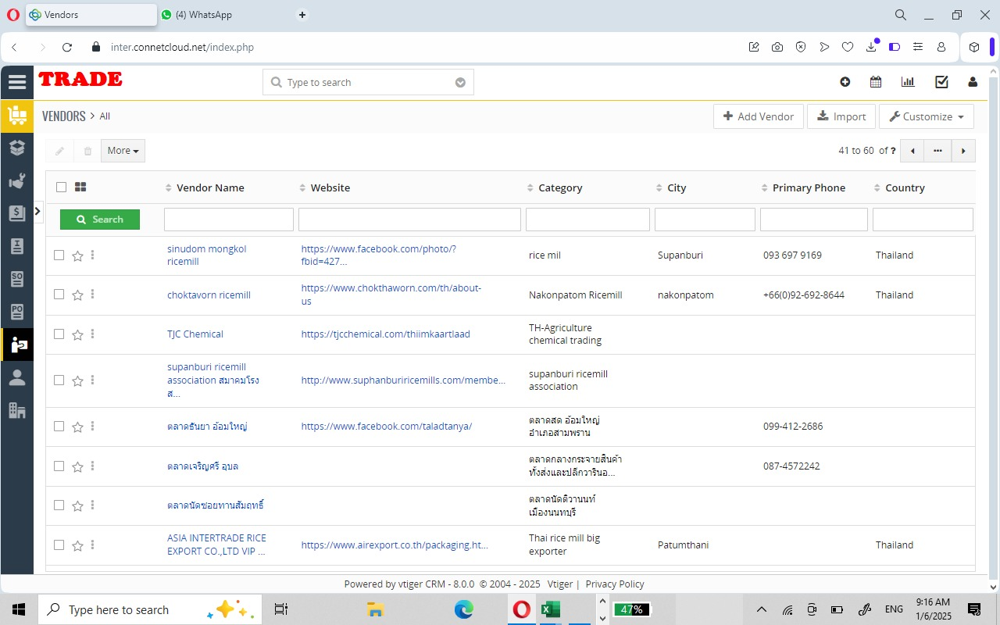 Vendors
(4) WhatsApp
inter.connetcloud.net/index.php
TRADE
Type to search
VENDORS > All
Add Vendor
Import
Customize
More
41 to 60 of ?
Vendor Name
Website
Category
City
Primary Phone
Country
Search
sinudom mongkol
ricemill
https://www.facebook.com/photo/?
fbid=427...
rice mil
Supanburi
093 697 9169
Thailand
choktavorn ricemill
https://www.chokthaworn.com/th/about-
us
Nakonpatom Ricemill
nakonpatom
+66(0)92-692-8644
Thailand
TJC Chemical
https://tjcchemical.com/thiimkaartlaad
TH-Agriculture
chemical trading
supanburi ricemill
association สมาคมโรง
ส...
http://www.suphanburiricemills.com/membe...
supanburi ricemill
association
ตลาดธันยา อ้อมใหญ่
https://www.facebook.com/taladtanya/
ตลาดสด อ้อมใหญ่
อำเภอสามพราน
099-412-2686
ตลาดเจริญศรี อุบล
ตลาดกลางกระจายสินค้า
ทั้งส่งและปลีกวารินอ...
087-4572242
ตลาดนัดซอยทานสัมฤทธิ์
ตลาดนัดติวานนท์
เมืองนนทบุรี
ASIA INTERTRADE RICE
EXPORT CO.,LTD VIP ...
https://www.airexport.co.th/packaging.ht...
Thai rice mill big
exporter
Patumthani
Thailand
Powered by vtiger CRM - 8.0.0 © 2004 - 2025 Vtiger | Privacy Policy
Type here to search
47%
ENG
9:16 AM
1/6/2025